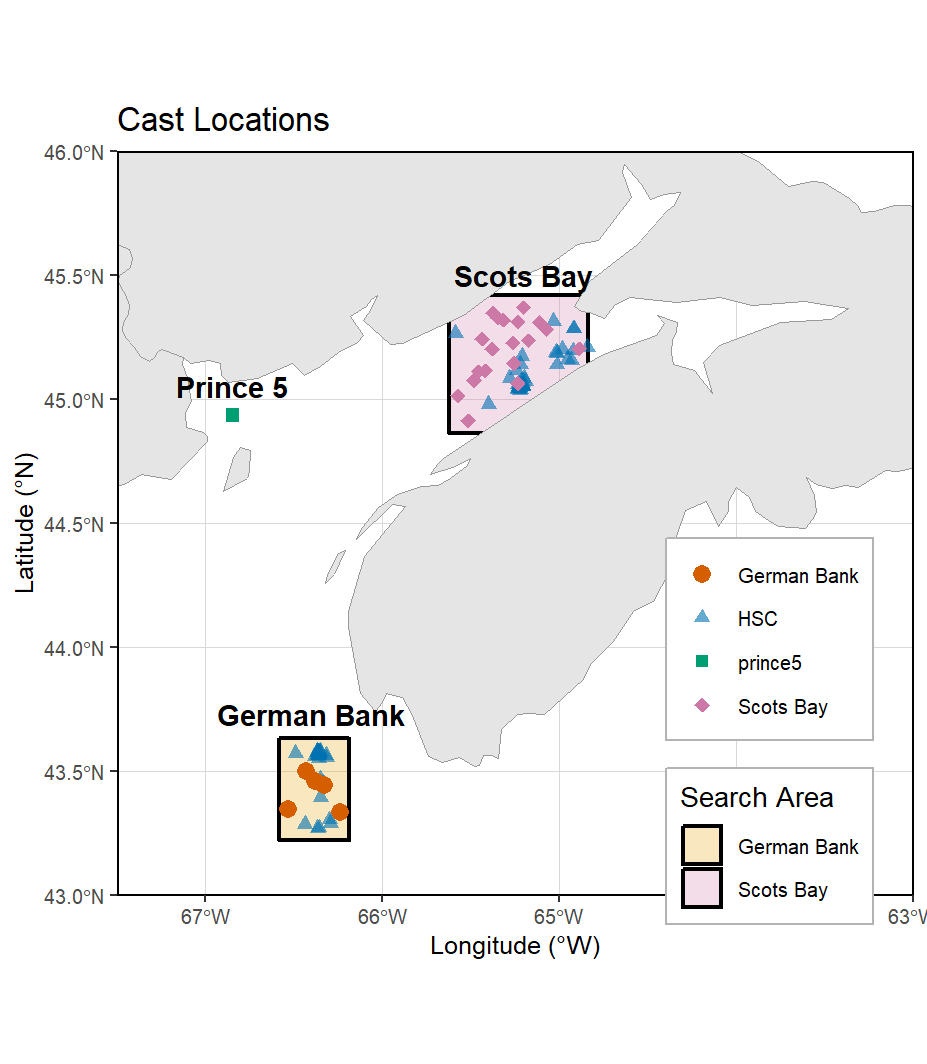 Cast Locations
46.0°N
45.5°N
45.0°N
44.5°N
44.0°N
43.5°N
43.0°N
Latitude (°N)
Scots Bay
Prince 5
German Bank
German Bank
HSC
prince5
Scots Bay
Search Area
German Bank
Scots Bay
67°W
66°W
65°W
63°W
Longitude (°W)